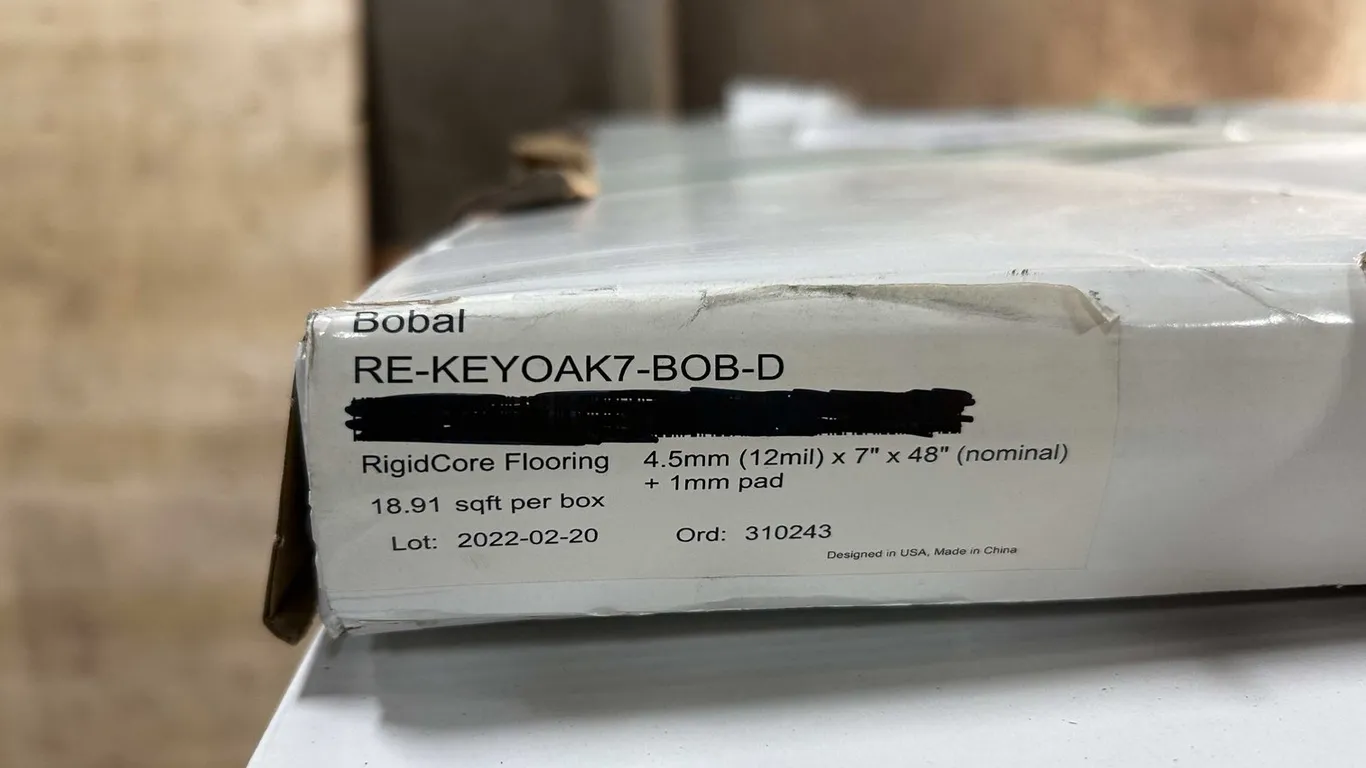 Bobal
RE-KEYOAK7-BOB-D
RigidCore Flooring 4.5mm (12mil) x 7" x 48" (nominal)
+ 1mm pad
18.91 sqft per box
Lot: 2022-02-20 Ord: 310243
Designed in USA, Made in China